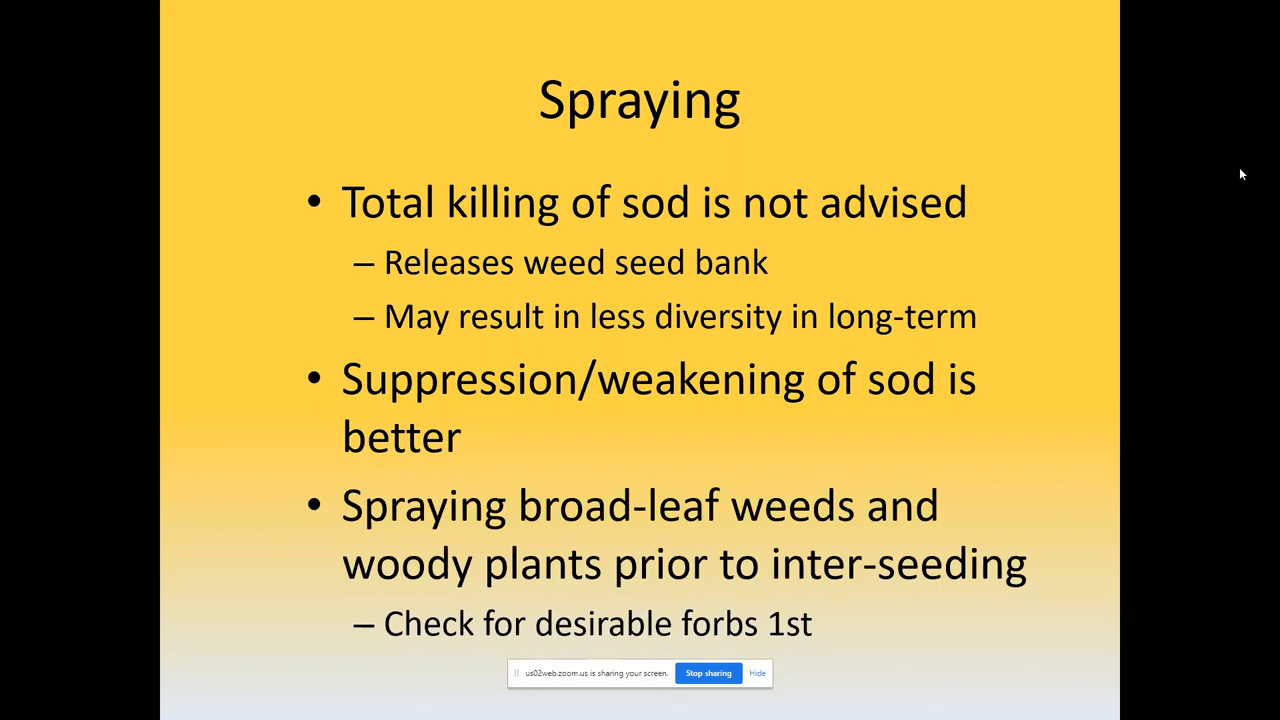 Spraying
• Total killing of sod is not advised
– Releases weed seed bank
– May result in less diversity in long-term
• Suppression/weakening of sod is
better
• Spraying broad-leaf weeds and
woody plants prior to inter-seeding
– Check for desirable forbs 1st
us02web.zoom.us is sharing your screen. Stop sharing Hide